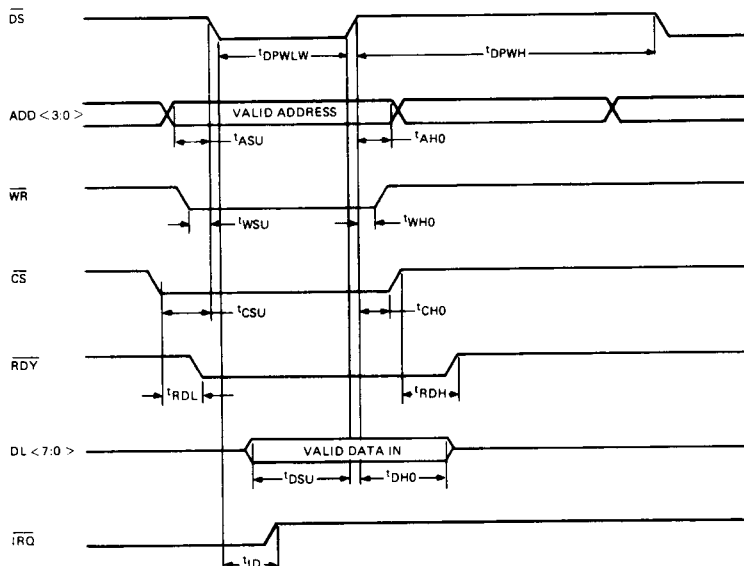 DS
tDPWLW
tDPWH
ADD <3:0>
VALID ADDRESS
tASU
tAH0
WR
tWSU
tWH0
CS
tCSU
tCH0
RDY
tRDL
tRDH
DL <7:0>
VALID DATA IN
tDSU
tDH0
IRQ
tID